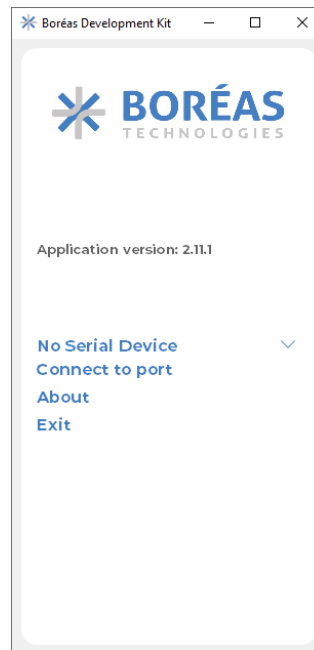 Boréas Development Kit
BORÉAS
TECHNOLOGIES
Application version: 2.11.1
No Serial Device
Connect to port
About
Exit